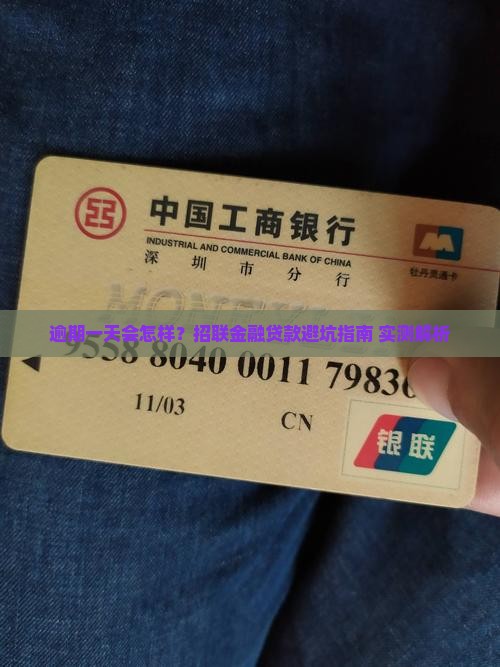 中国工商银行
INDUSTRIAL AND COMMERCIAL BANK OF CHINA
深圳市分行
牡丹灵通卡
逾期一天会怎样？招联金融贷款避坑指南 实测解析
9558 8040 0011 7983
11/03
CN
银联